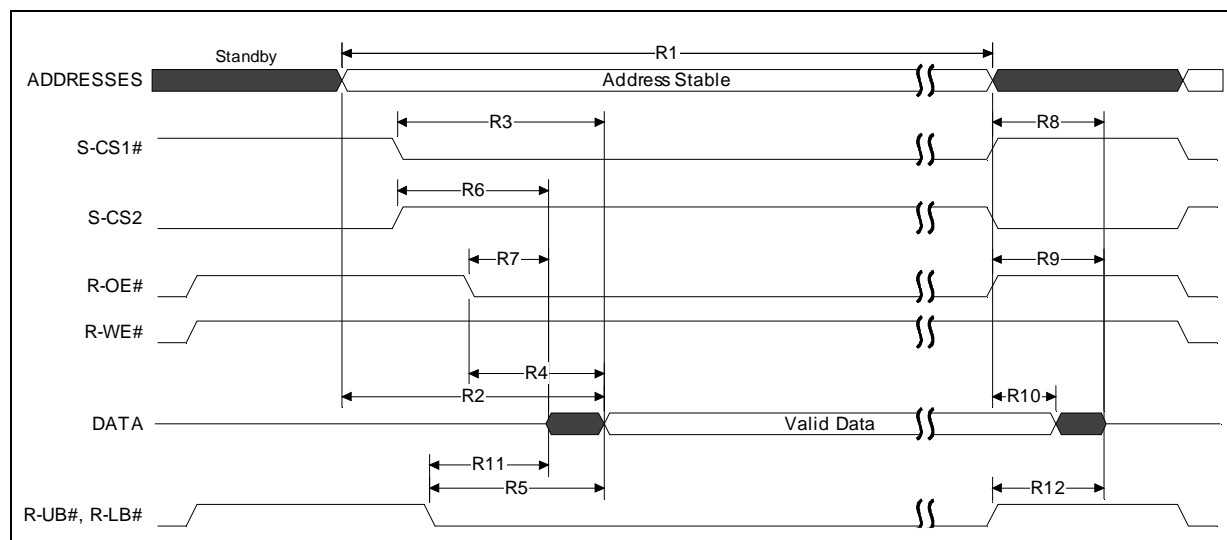 Standby
R1
ADDRESSES
Address Stable
R3
R8
S-CS1#
R6
S-CS2
R7
R9
R-OE#
R-WE#
R4
R2
R10
DATA
Valid Data
R11
R5
R12
R-UB#, R-LB#